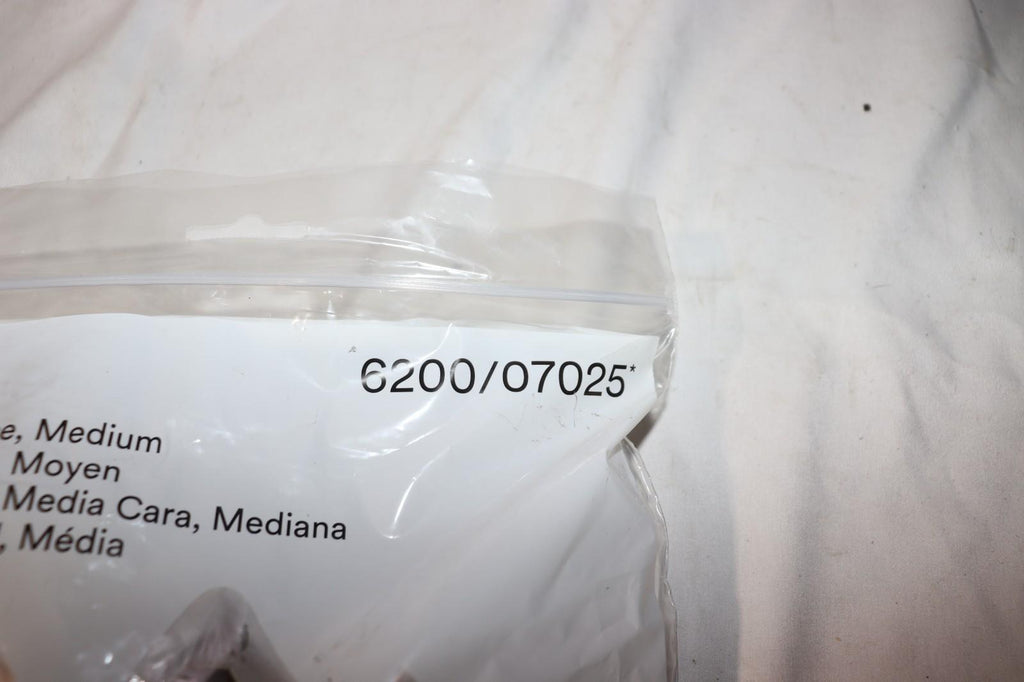 6200/07025*
e, Medium
Moyen
Media Cara, Mediana
, Média